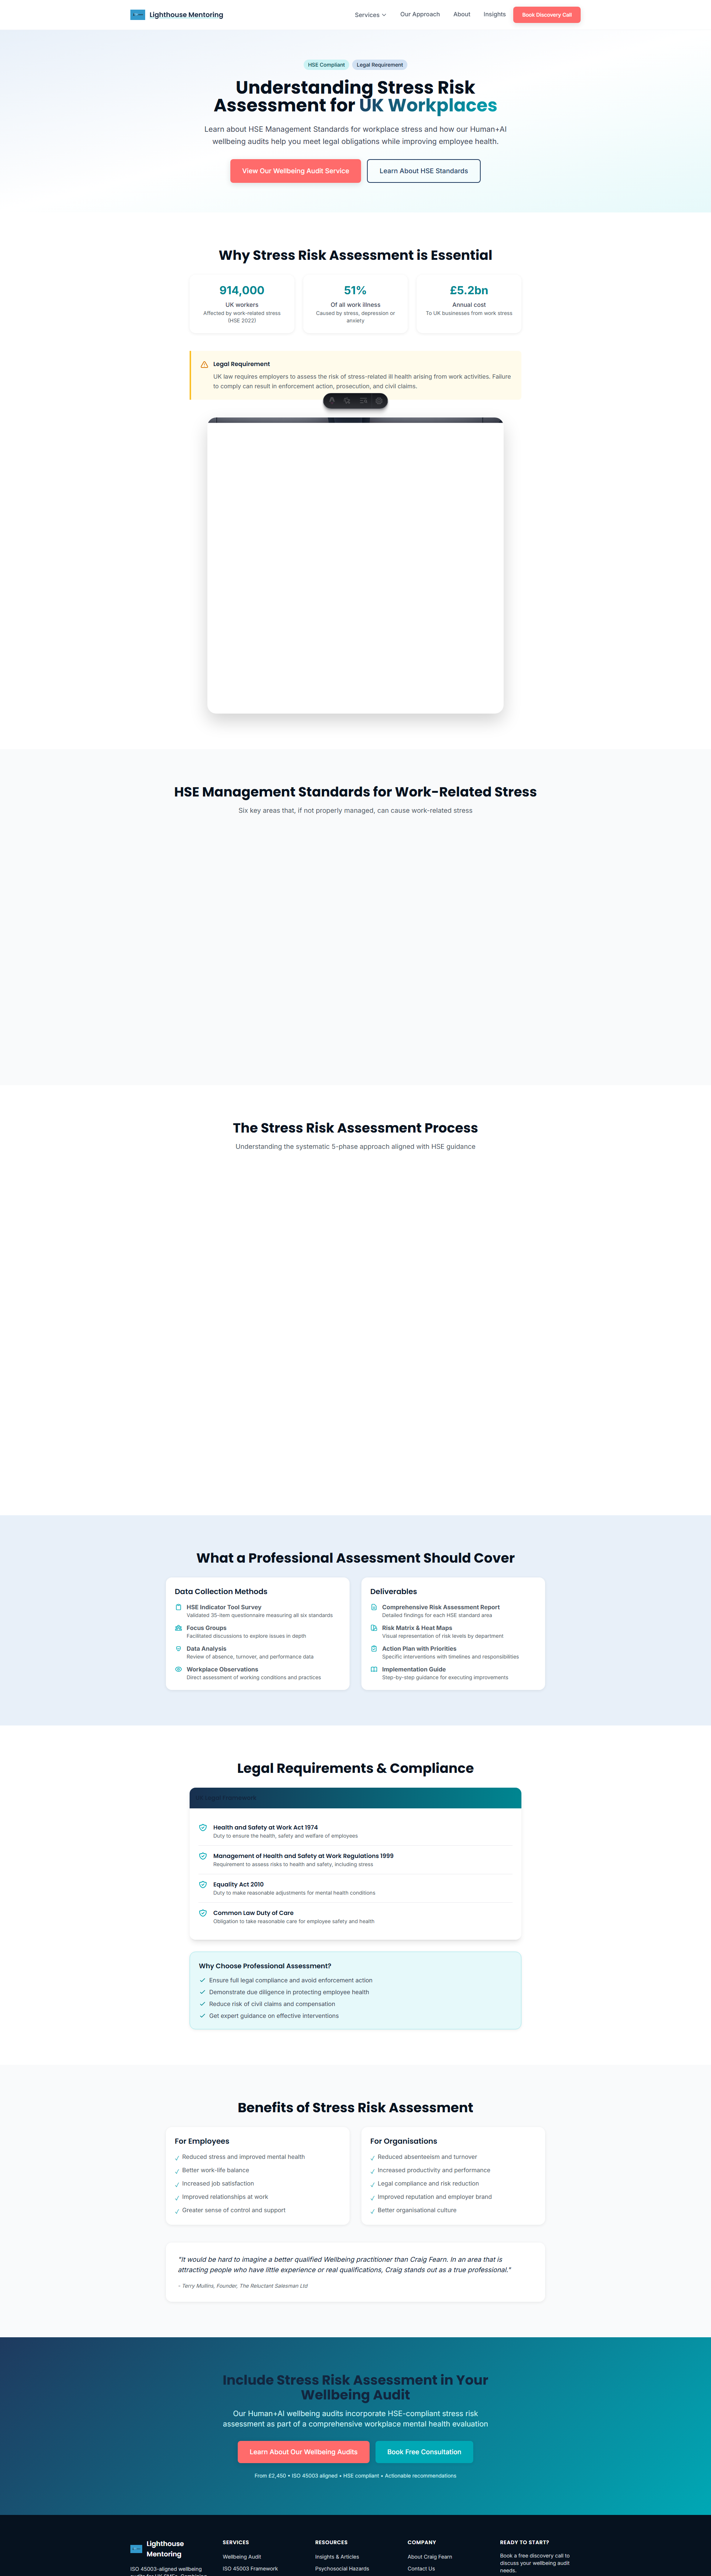 Lighthouse Mentoring
Services
Our Approach
About
Insights
Book Discovery Call
HSE Compliant
Legal Requirement
Understanding Stress Risk
Assessment for UK Workplaces
Learn about HSE Management Standards for workplace stress and how our Human+AI
wellbeing audits help you meet legal obligations while improving employee health.
View Our Wellbeing Audit Service
Learn About HSE Standards
Why Stress Risk Assessment is Essential
914,000
UK workers
Affected by work-related stress
(HSE 2022)
51%
Of all work illness
Caused by stress, depression or
anxiety
£5.2bn
Annual cost
To UK businesses from work stress
Legal Requirement
UK law requires employers to assess the risk of stress-related ill health arising from work activities. Failure
to comply can result in enforcement action, prosecution, and civil claims.
HSE Management Standards for Work-Related Stress
Six key areas that, if not properly managed, can cause work-related stress
The Stress Risk Assessment Process
Understanding the systematic 5-phase approach aligned with HSE guidance
What a Professional Assessment Should Cover
Data Collection Methods
HSE Indicator Tool Survey
Validated 35-item questionnaire measuring all six standards
Focus Groups
Facilitated discussions to explore issues in depth
Data Analysis
Review of absence, turnover, and performance data
Workplace Observations
Direct assessment of working conditions and practices
Deliverables
Comprehensive Risk Assessment Report
Detailed findings for each HSE standard area
Risk Matrix & Heat Maps
Visual representation of risk levels by department
Action Plan with Priorities
Specific interventions with timelines and responsibilities
Implementation Guide
Step-by-step guidance for executing improvements
Legal Requirements & Compliance
Health and Safety at Work Act 1974
Duty to ensure the health, safety and welfare of employees
Management of Health and Safety at Work Regulations 1999
Requirement to assess risks to health and safety, including stress
Equality Act 2010
Duty to make reasonable adjustments for mental health conditions
Common Law Duty of Care
Obligation to take reasonable care for employee safety and health
Why Choose Professional Assessment?
Ensure full legal compliance and avoid enforcement action
Demonstrate due diligence in protecting employee health
Reduce risk of civil claims and compensation
Get expert guidance on effective interventions
Benefits of Stress Risk Assessment
For Employees
✓ Reduced stress and improved mental health
✓ Better work-life balance
✓ Increased job satisfaction
✓ Improved relationships at work
✓ Greater sense of control and support
For Organisations
✓ Reduced absenteeism and turnover
✓ Increased productivity and performance
✓ Legal compliance and risk reduction
✓ Improved reputation and employer brand
✓ Better organisational culture
"It would be hard to imagine a better qualified Wellbeing practitioner than Craig Fearn. In an area that is
attracting people who have little experience or real qualifications, Craig stands out as a true professional."
- Terry Mullins, Founder, The Reluctant Salesman Ltd
Include Stress Risk Assessment in Your
Wellbeing Audit
Our Human+AI wellbeing audits incorporate HSE-compliant stress risk
assessment as part of a comprehensive workplace mental health evaluation
Learn About Our Wellbeing Audits
Book Free Consultation
From £2,450 • ISO 45003 aligned • HSE compliant • Actionable recommendations
Lighthouse
Mentoring
ISO 45003-aligned wellbeing
SERVICES
Wellbeing Audit
ISO 45003 Framework
RESOURCES
Insights & Articles
Psychosocial Hazards
COMPANY
About Craig Fearn
Contact Us
READY TO START?
Book a free discovery call to
discuss your wellbeing audit
needs.